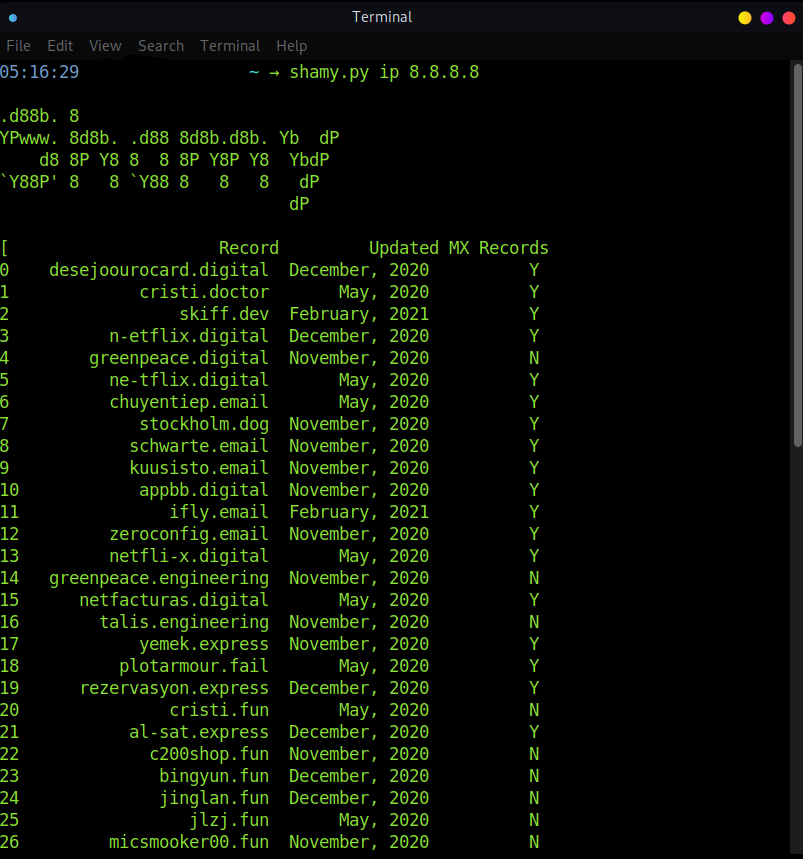 Terminal
File Edit View Search Terminal Help
05:16:29 ~ → shamy.py ip 8.8.8.8
.d88b. 8
YPwww. 8d8b. .d88 8d8b.d8b. Yb  dP
    d8 8P Y8 8  8 8P Y8P Y8  YbdP
`Y88P' 8   8 `Y88 8   8   8   dP
                             dP
[ Record Updated MX Records
0 desejoourocard.digital December, 2020 Y
1 cristi.doctor May, 2020 Y
2 skiff.dev February, 2021 Y
3 n-etflix.digital December, 2020 Y
4 greenpeace.digital November, 2020 N
5 ne-tflix.digital May, 2020 Y
6 chuyentiep.email May, 2020 Y
7 stockholm.dog November, 2020 Y
8 schwarte.email November, 2020 Y
9 kuusisto.email November, 2020 Y
10 appbb.digital November, 2020 Y
11 ifly.email February, 2021 Y
12 zeroconfig.email November, 2020 Y
13 netfli-x.digital May, 2020 Y
14 greenpeace.engineering November, 2020 N
15 netfacturas.digital May, 2020 Y
16 talis.engineering November, 2020 N
17 yemek.express November, 2020 Y
18 plotarmour.fail May, 2020 Y
19 rezervasyon.express December, 2020 Y
20 cristi.fun May, 2020 N
21 al-sat.express December, 2020 Y
22 c200shop.fun November, 2020 N
23 bingyun.fun December, 2020 N
24 jinglan.fun December, 2020 N
25 jlzj.fun May, 2020 N
26 micsmooker00.fun November, 2020 N